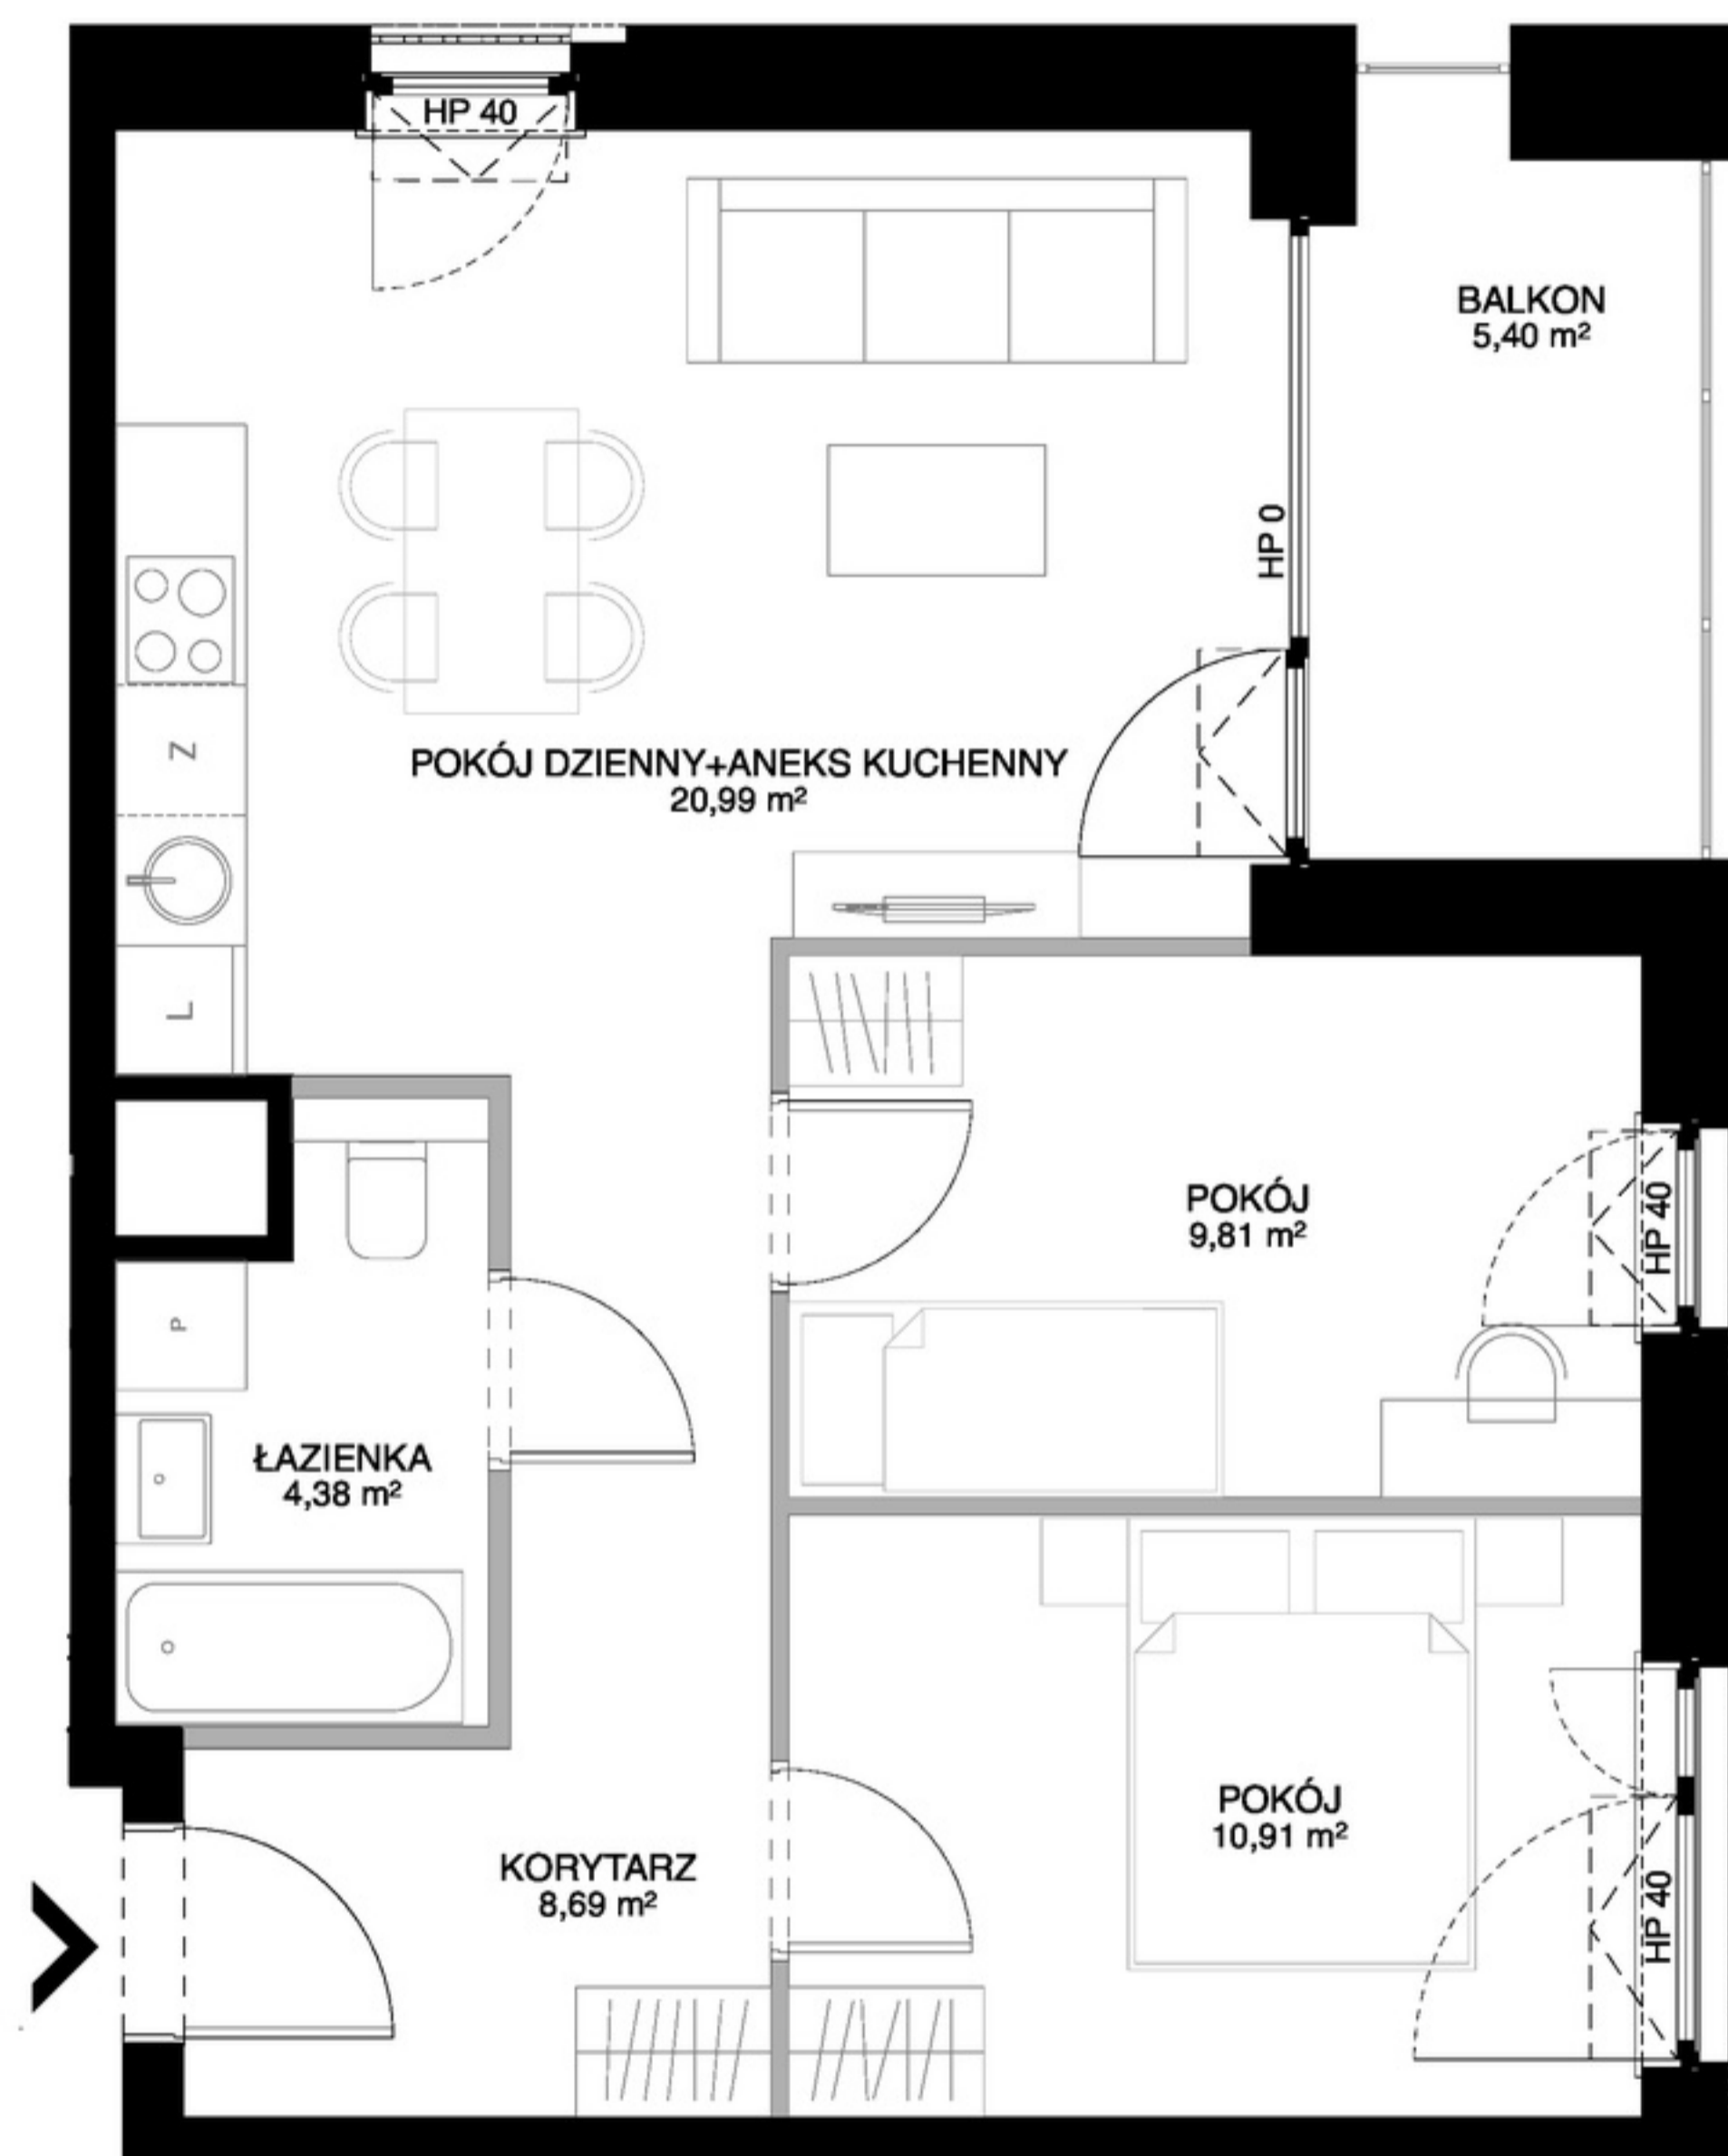 HP 40
BALKON
5,40 m²
HP 0
POKÓJ DZIENNY+ANEKS KUCHENNY
20,99 m²
Z
L
POKÓJ
9,81 m²
HP 40
P
ŁAZIENKA
4,38 m²
POKÓJ
10,91 m²
HP 40
KORYTARZ
8,69 m²